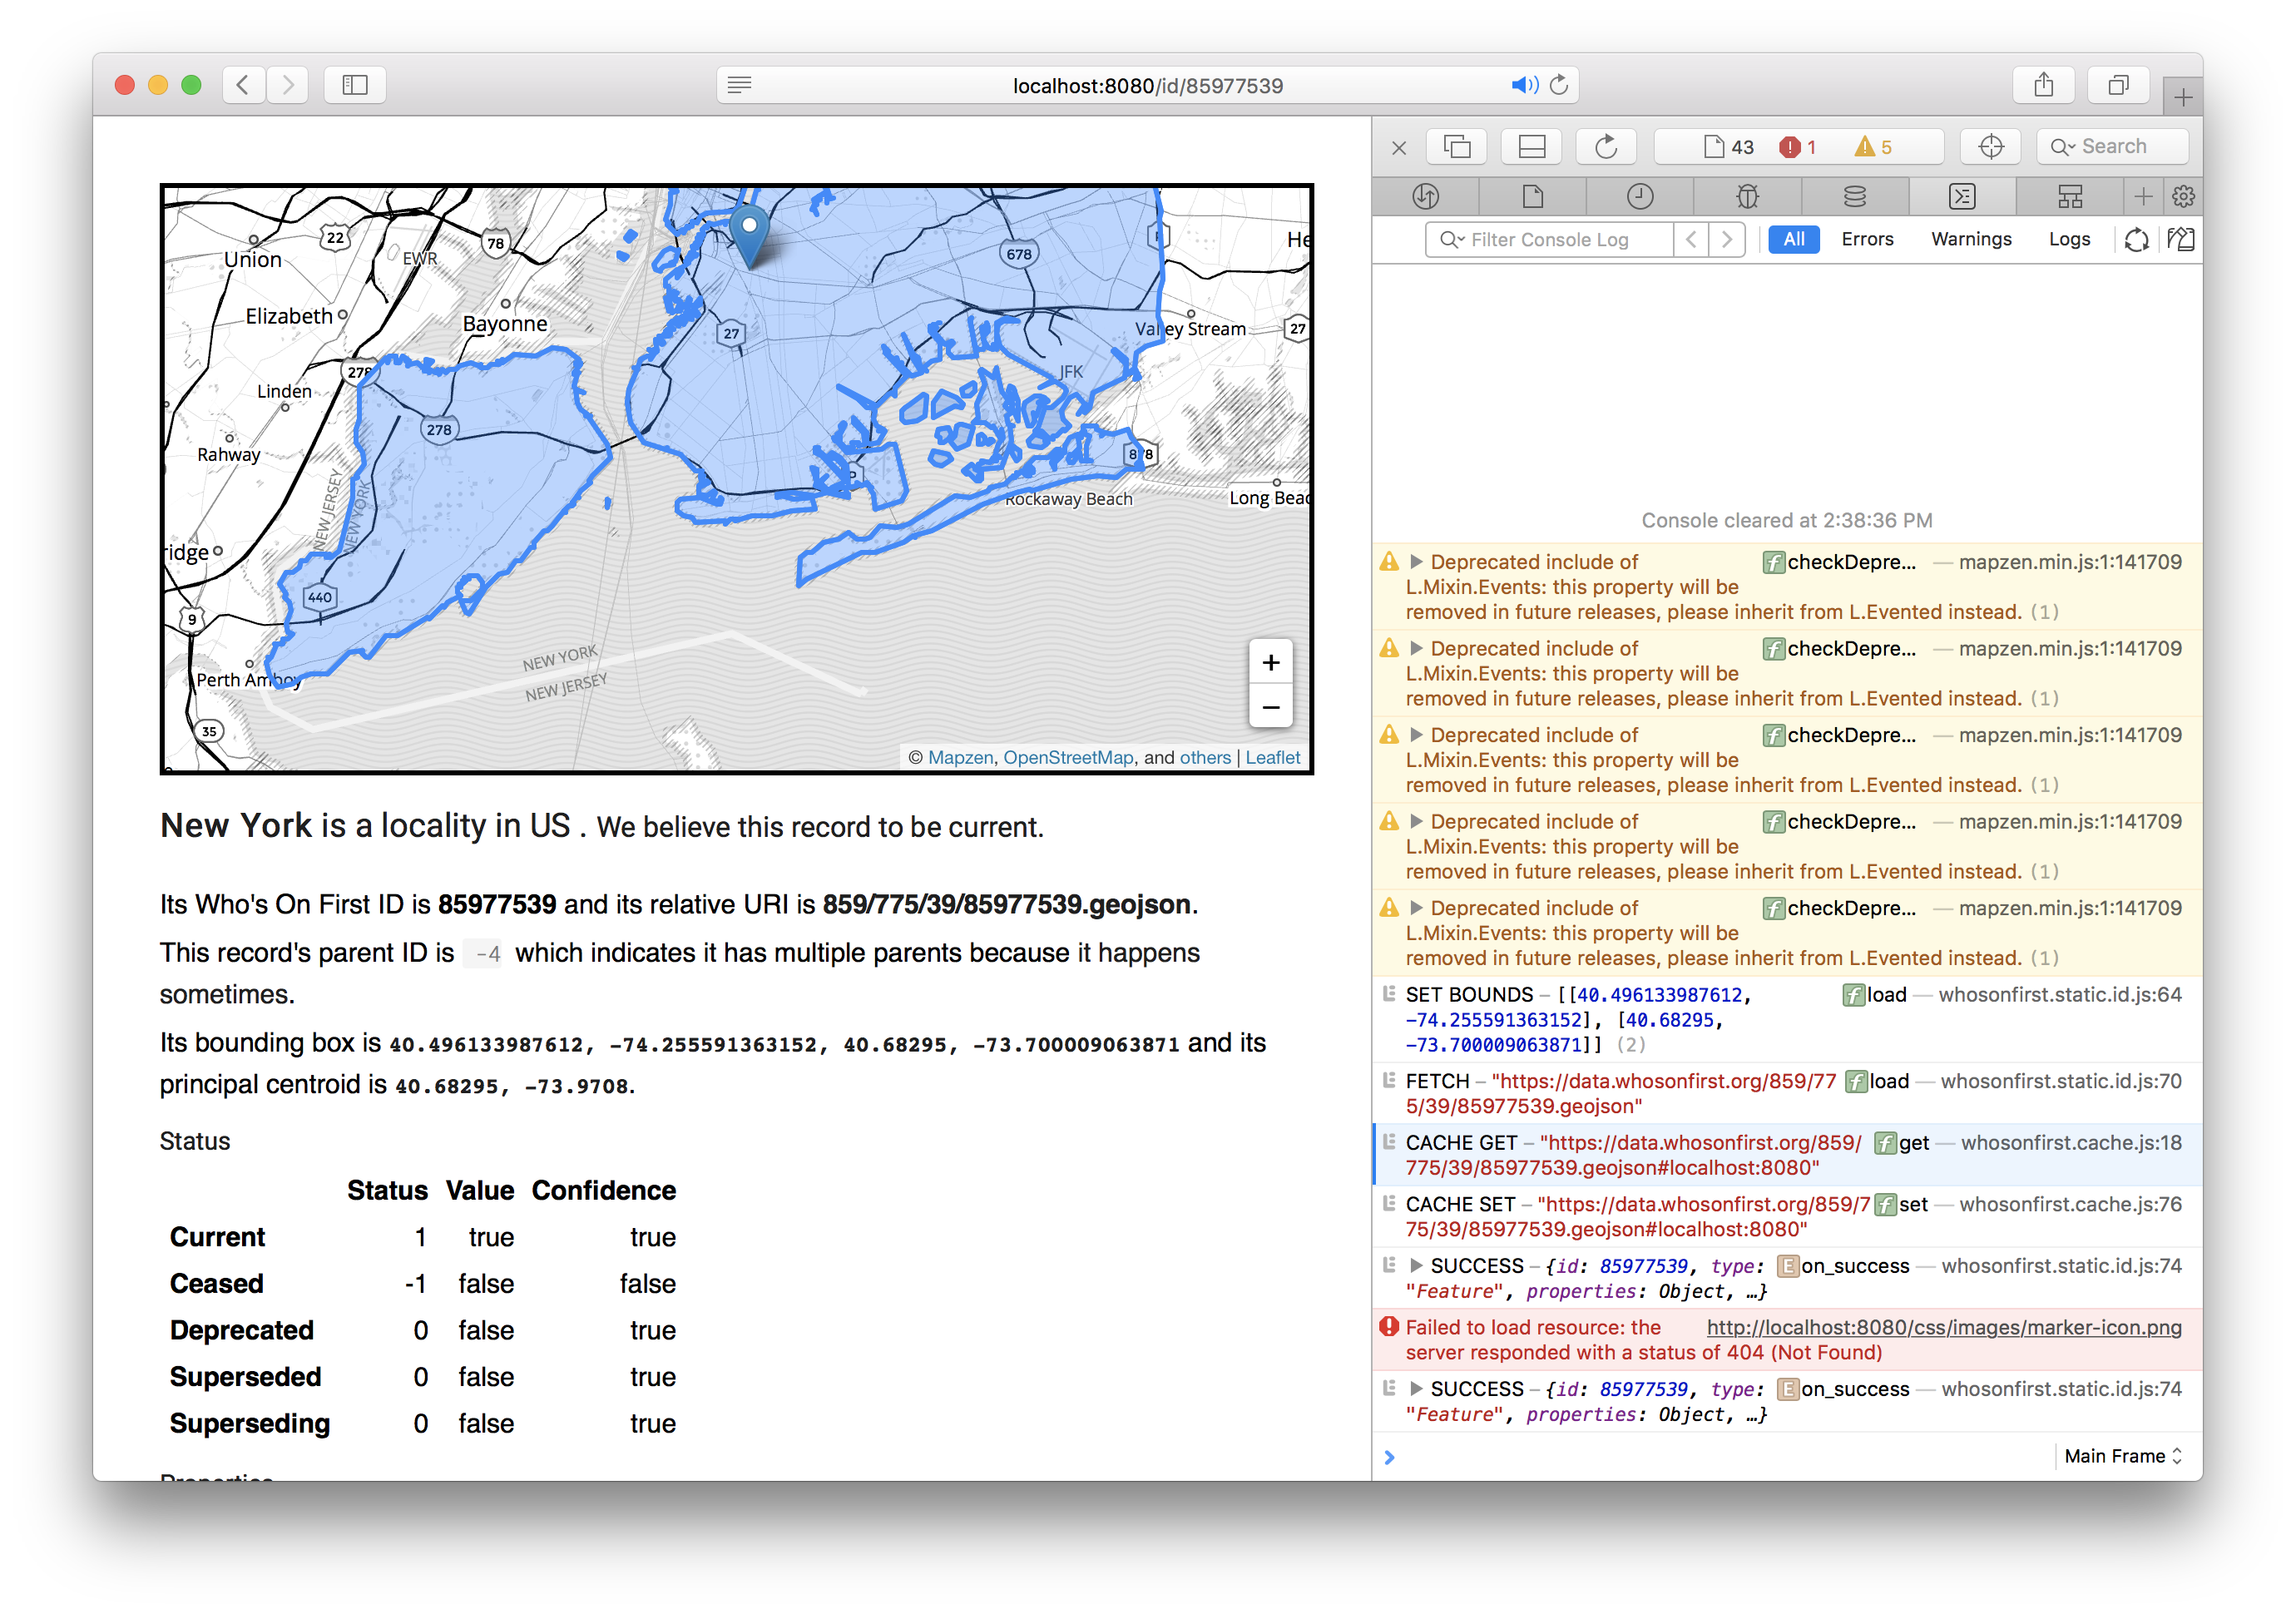 localhost:8080/id/85977539
43
1
5
Search
Filter Console Log
All
Errors
Warnings
Logs
Union
22
78
EWR
678
27
Elizabeth
Bayonne
Valley Stream
27
278
Linden
JFK
278
Rahway
878
Rockaway Beach
NEW JERSEY
NEW YORK
440
9
NEW YORK
NEW JERSEY
Perth Amboy
35
+
−
© Mapzen, OpenStreetMap, and others | Leaflet
New York is a locality in US . We believe this record to be current.
Its Who's On First ID is 85977539 and its relative URI is 859/775/39/85977539.geojson.
This record's parent ID is -4 which indicates it has multiple parents because it happens
sometimes.
Its bounding box is 40.496133987612, -74.255591363152, 40.68295, -73.700009063871 and its
principal centroid is 40.68295, -73.9708.
Status
Status Value Confidence
Current 1 true true
Ceased -1 false false
Deprecated 0 false true
Superseded 0 false true
Superseding 0 false true
Console cleared at 2:38:36 PM
Deprecated include of f checkDepre... — mapzen.min.js:1:141709
L.Mixin.Events: this property will be
removed in future releases, please inherit from L.Evented instead. (1)
Deprecated include of f checkDepre... — mapzen.min.js:1:141709
L.Mixin.Events: this property will be
removed in future releases, please inherit from L.Evented instead. (1)
Deprecated include of f checkDepre... — mapzen.min.js:1:141709
L.Mixin.Events: this property will be
removed in future releases, please inherit from L.Evented instead. (1)
Deprecated include of f checkDepre... — mapzen.min.js:1:141709
L.Mixin.Events: this property will be
removed in future releases, please inherit from L.Evented instead. (1)
Deprecated include of f checkDepre... — mapzen.min.js:1:141709
L.Mixin.Events: this property will be
removed in future releases, please inherit from L.Evented instead. (1)
SET BOUNDS – [[40.496133987612, f load — whosonfirst.static.id.js:64
-74.255591363152], [40.68295,
-73.700009063871]] (2)
FETCH – "https://data.whosonfirst.org/859/77 f load — whosonfirst.static.id.js:70
5/39/85977539.geojson"
CACHE GET – "https://data.whosonfirst.org/859/ f get — whosonfirst.cache.js:18
775/39/85977539.geojson#localhost:8080"
CACHE SET – "https://data.whosonfirst.org/859/7 f set — whosonfirst.cache.js:76
75/39/85977539.geojson#localhost:8080"
SUCCESS – {id: 85977539, type: E on_success — whosonfirst.static.id.js:74
"Feature", properties: Object, …}
Failed to load resource: the http://localhost:8080/css/images/marker-icon.png
server responded with a status of 404 (Not Found)
SUCCESS – {id: 85977539, type: E on_success — whosonfirst.static.id.js:74
"Feature", properties: Object, …}
Main Frame